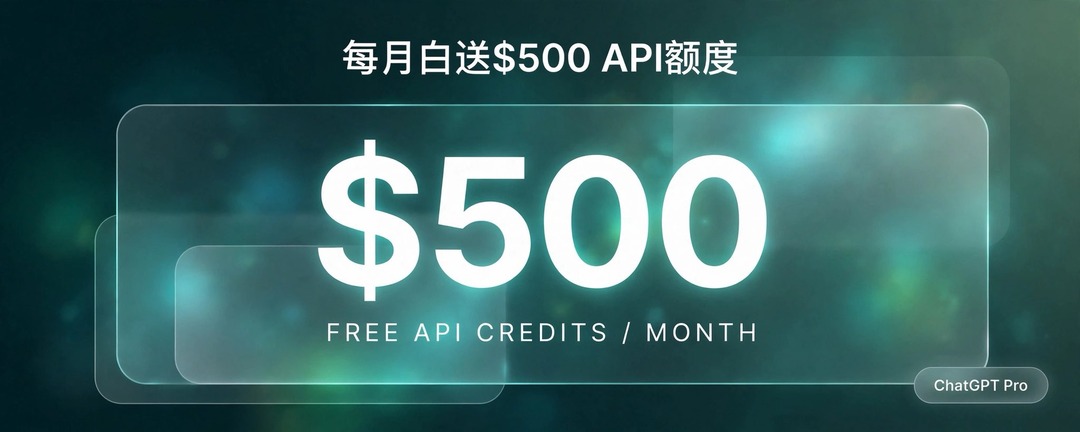 每月白送$500 API额度
$500
FREE API CREDITS / MONTH
ChatGPT Pro